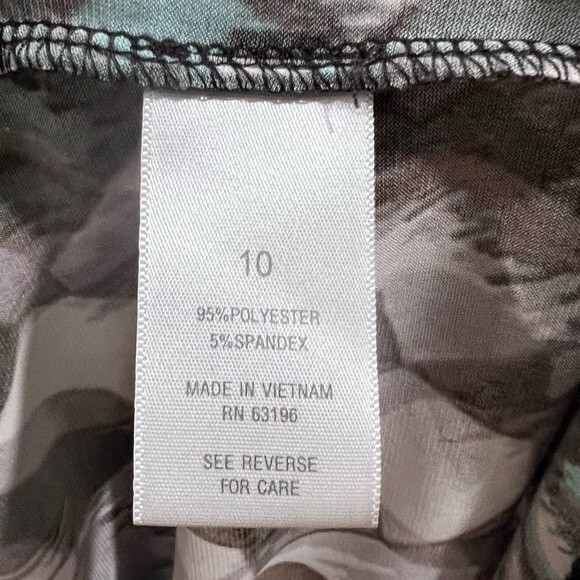 10
95%POLYESTER
5%SPANDEX
MADE IN VIETNAM
RN 63196
SEE REVERSE
FOR CARE